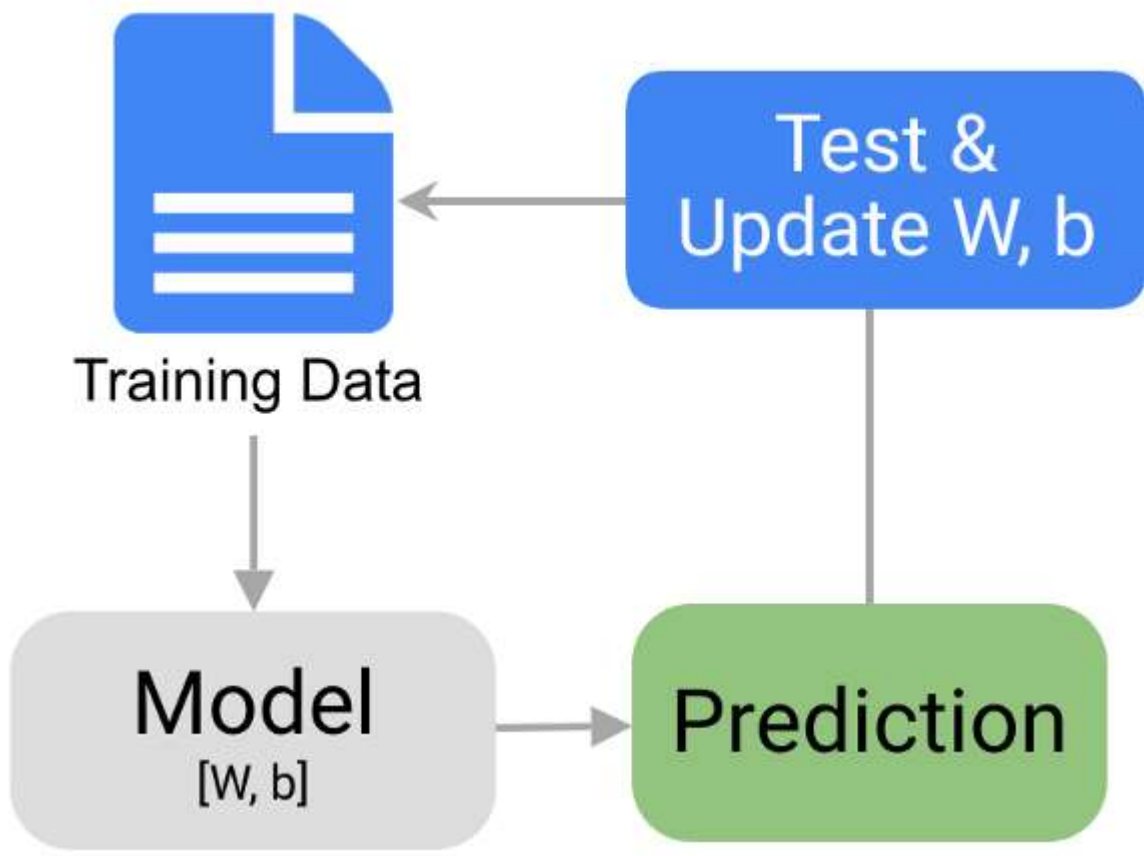 Test &
Update W, b
Training Data
Model
[W, b]
Prediction